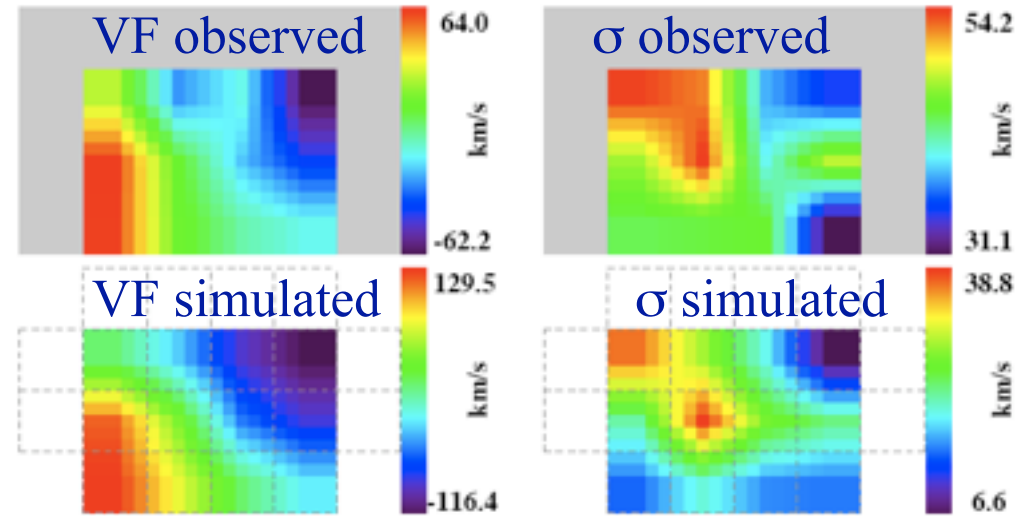 VF observed
64.0
km/s
-62.2
σ observed
54.2
km/s
31.1
VF simulated
129.5
km/s
-116.4
σ simulated
38.8
km/s
6.6